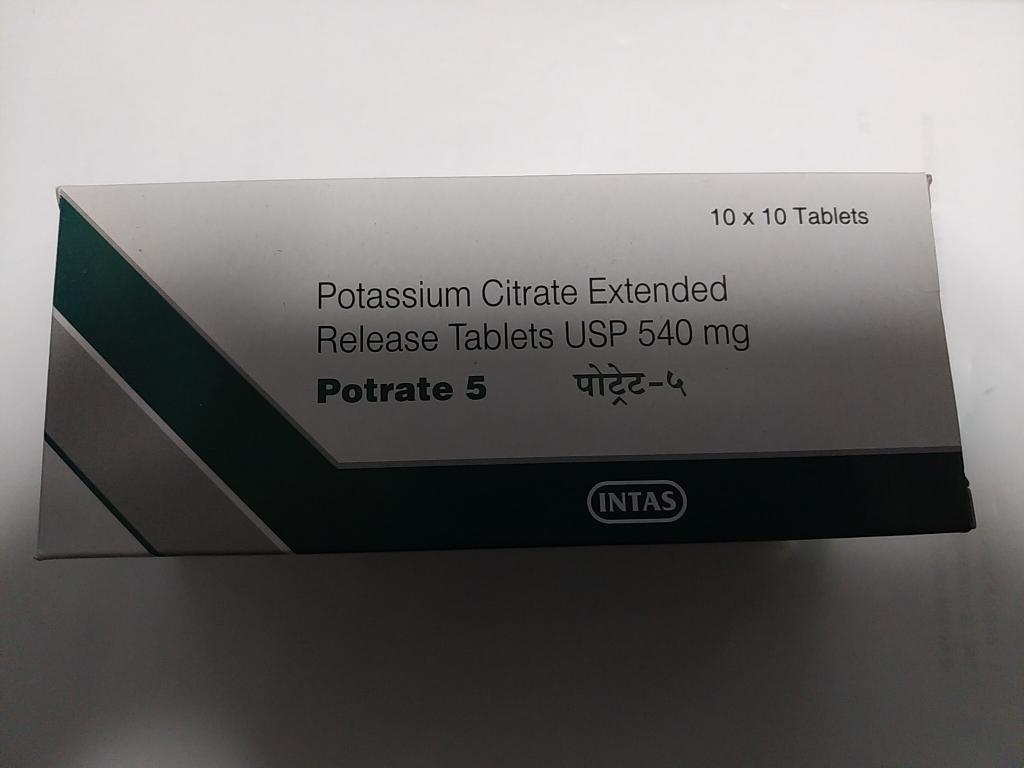 10 x 10 Tablets
Potassium Citrate Extended
Release Tablets USP 540 mg
Potrate 5 पोट्रेट-५
INTAS